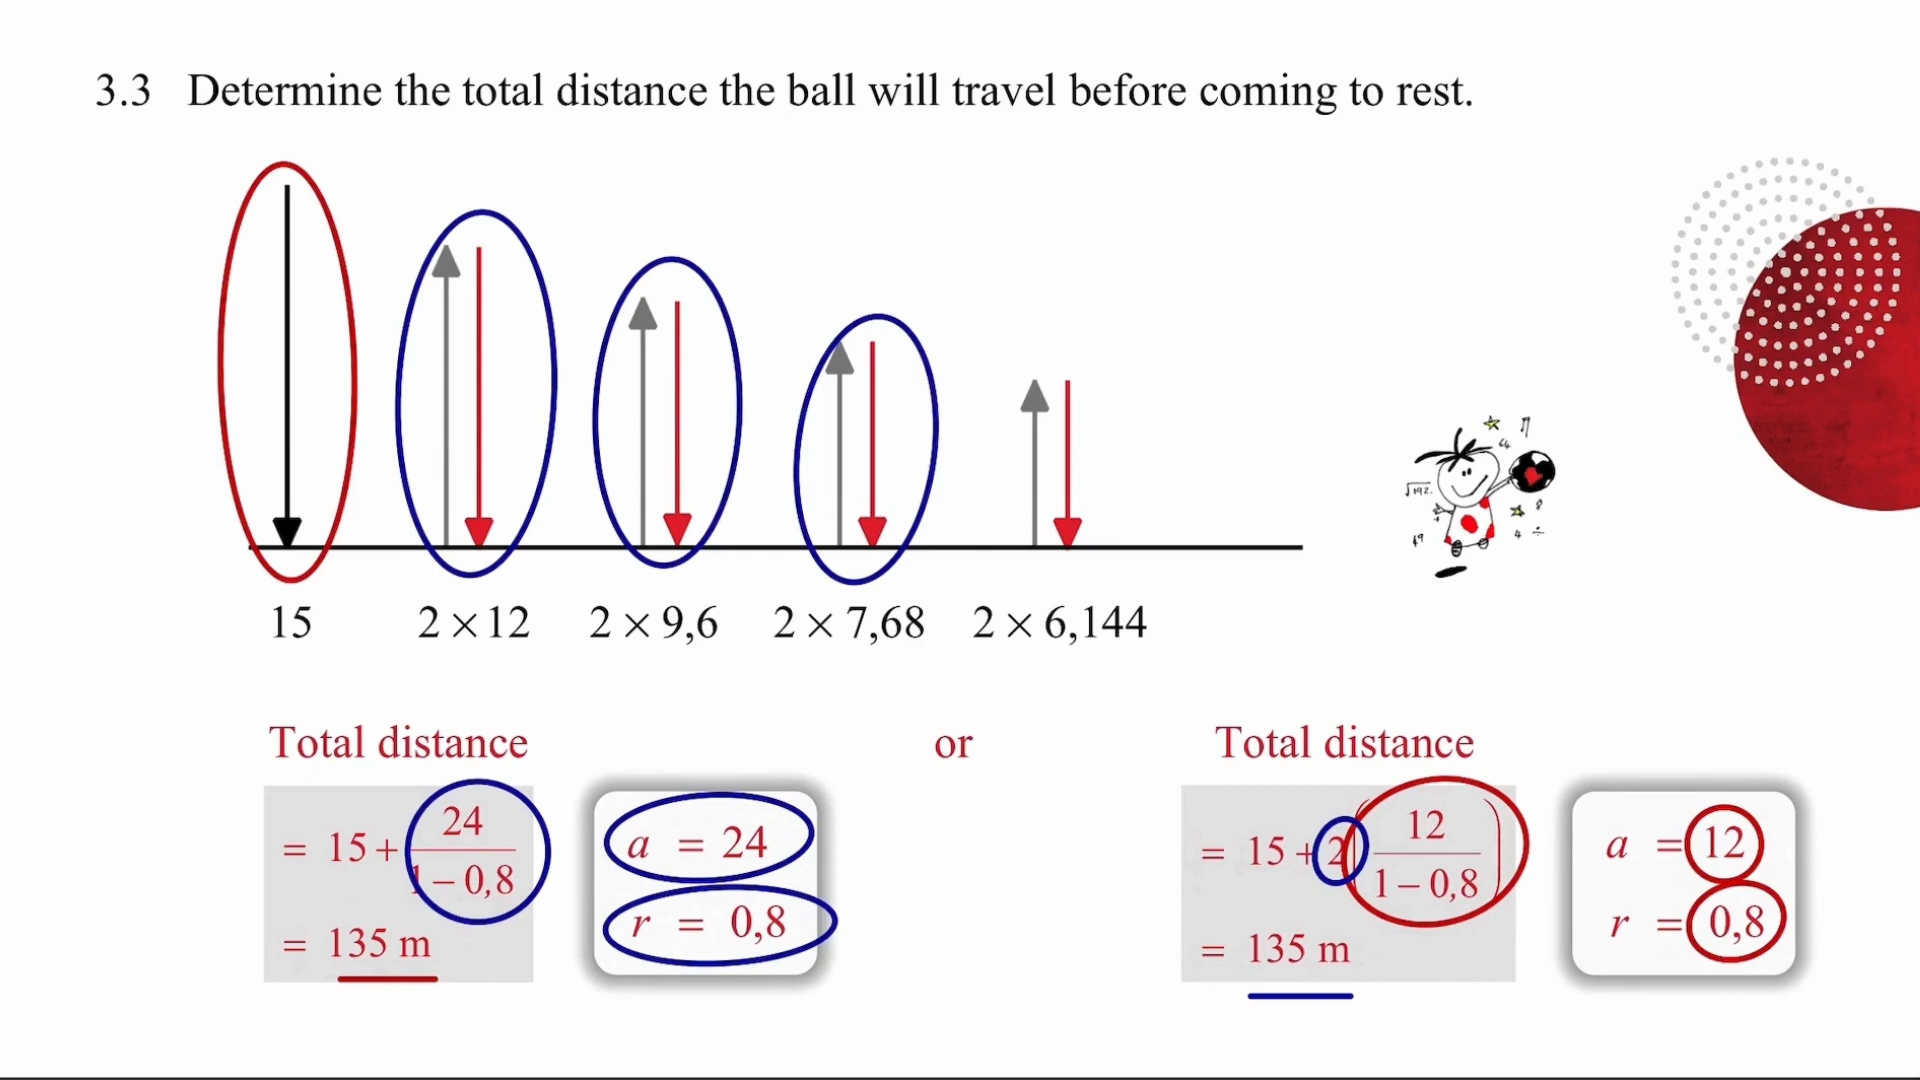 3.3 Determine the total distance the ball will travel before coming to rest.
15 2 × 12 2 × 9,6 2 × 7,68 2 × 6,144
Total distance or Total distance
= 15 + 24 / 1 – 0,8
= 135 m
a = 24
r = 0,8
= 15 + 2( 12 / 1 – 0,8 )
= 135 m
a = 12
r = 0,8